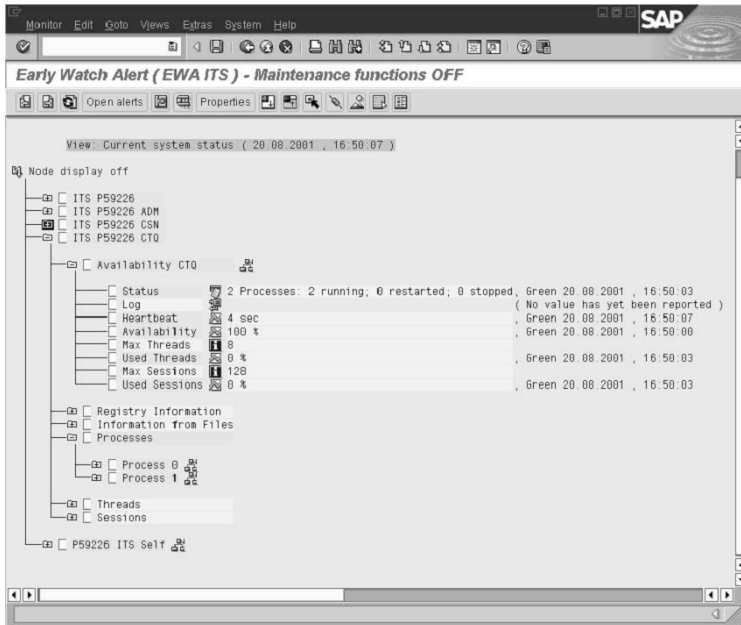 Monitor Edit Goto Views Extras System Help
SAP
Early Watch Alert ( EWA ITS ) - Maintenance functions OFF
Open alerts Properties
View: Current system status ( 20.08.2001 , 16:50:07 )
Node display off
ITS P59226
ITS P59226 ADM
ITS P59226 CSN
ITS P59226 CTQ
Availability CTQ
Status 2 Processes: 2 running; 0 restarted; 0 stopped, Green 20.08.2001 , 16:50:03
Log ( No value has yet been reported )
Heartbeat 4 sec , Green 20.08.2001 , 16:50:07
Availability 100 % , Green 20.08.2001 , 16:50:00
Max Threads 8
Used Threads 0 % , Green 20.08.2001 , 16:50:03
Max Sessions 128
Used Sessions 0 % , Green 20.08.2001 , 16:50:03
Registry Information
Information from Files
Processes
Process 0
Process 1
Threads
Sessions
P59226 ITS Self